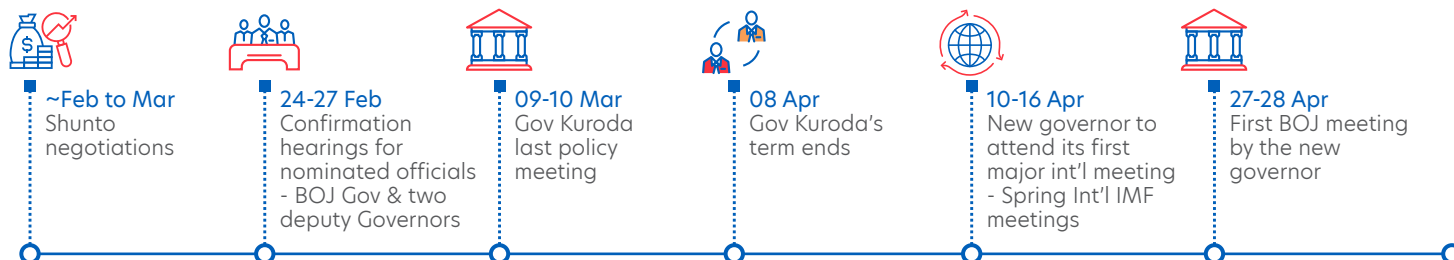 ~Feb to Mar
Shunto
negotiations
24-27 Feb
Confirmation
hearings for
nominated officials
- BOJ Gov & two
deputy Governors
09-10 Mar
Gov Kuroda
last policy
meeting
08 Apr
Gov Kuroda’s
term ends
10-16 Apr
New governor to
attend its first
major int’l meeting
- Spring Int’l IMF
meetings
27-28 Apr
First BOJ meeting
by the new
governor
$